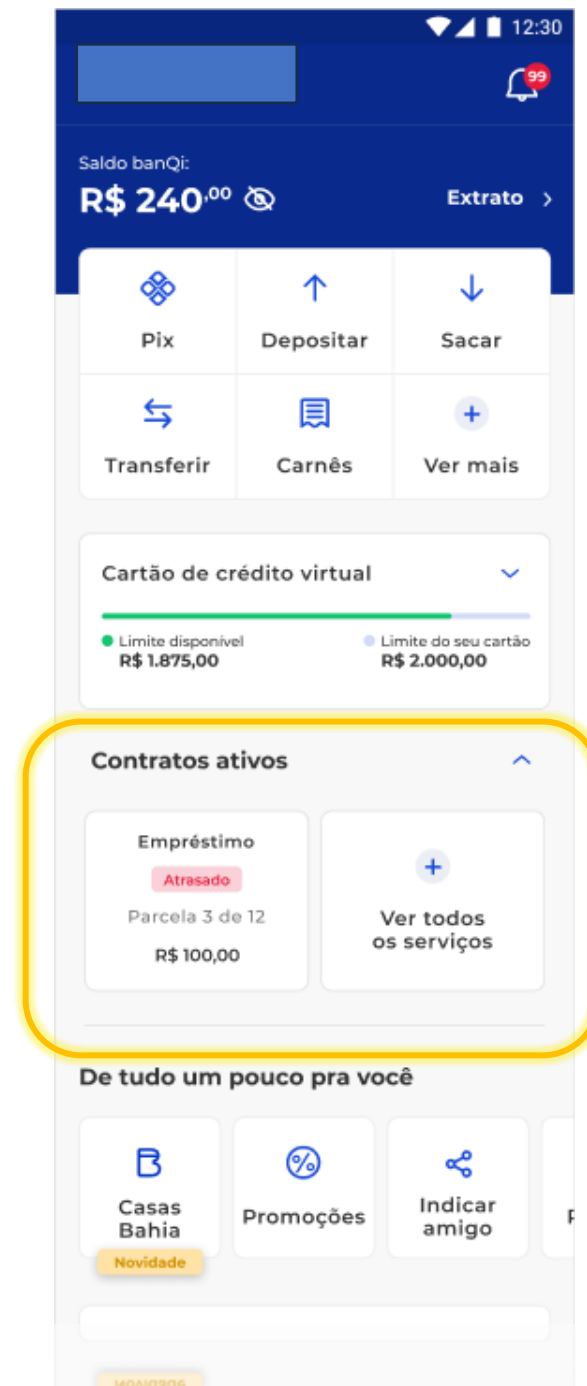 12:30
99
Saldo banQi:
R$ 240,00
Extrato >
Pix
Depositar
Sacar
Transferir
Carnês
Ver mais
Cartão de crédito virtual
Limite disponível
Limite do seu cartão
R$ 1.875,00
R$ 2.000,00
Contratos ativos
Empréstimo
Atrasado
Parcela 3 de 12
R$ 100,00
Ver todos
os serviços
De tudo um pouco pra você
Casas
Bahia
Promoções
Indicar
amigo
Novidade